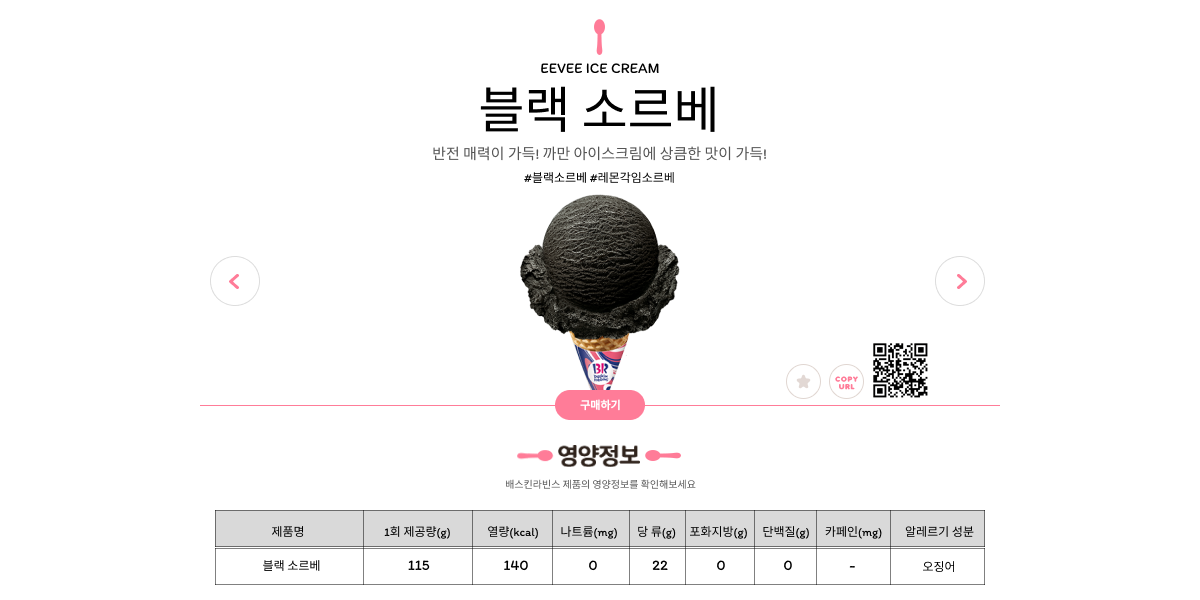 EEVEE ICE CREAM
블랙 소르베
반전 매력이 가득! 까만 아이스크림에 상큼한 맛이 가득!
#블랙소르베 #레몬각임소르베
BR
COPY
URL
구매하기
영양정보
배스킨라빈스 제품의 영양정보를 확인해보세요
제품명 1회 제공량(g) 열량(kcal) 나트륨(mg) 당 류(g) 포화지방(g) 단백질(g) 카페인(mg) 알레르기 성분
블랙 소르베 115 140 0 22 0 0 - 오징어